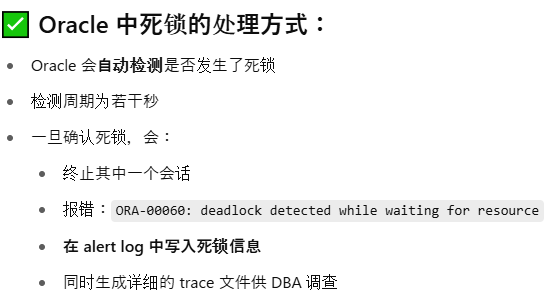 ✅ Oracle 中死锁的处理方式：
• Oracle 会自动检测是否发生了死锁
• 检测周期为若干秒
• 一旦确认死锁，会：
• 终止其中一个会话
• 报错：ORA-00060: deadlock detected while waiting for resource
• 在 alert log 中写入死锁信息
• 同时生成详细的 trace 文件供 DBA 调查